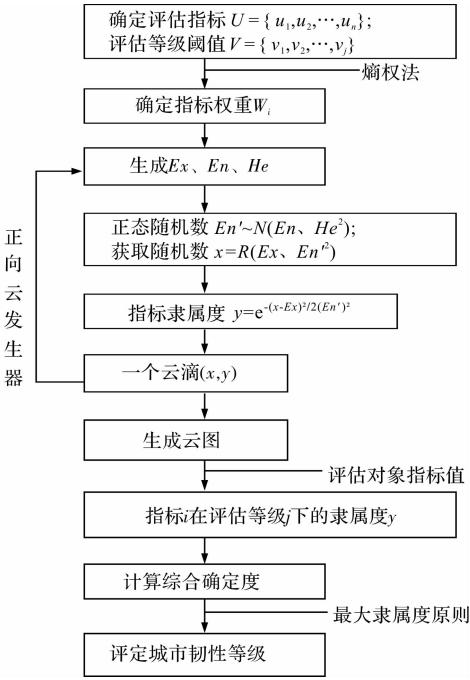 确定评估指标 U = { u₁,u₂,⋯,uₙ};
评估等级阈值 V = { v₁,v₂,⋯,vⱼ}
熵权法
确定指标权重Wᵢ
生成Ex、En、He
正态随机数 En′~N(En、He²);
获取随机数 x=R(Ex、En′²)
指标隶属度 y=e^-(x-Ex)²/2(En′)²
一个云滴(x,y)
正向云发生器
生成云图
评估对象指标值
指标i在评估等级j下的隶属度y
计算综合确定度
最大隶属度原则
评定城市韧性等级